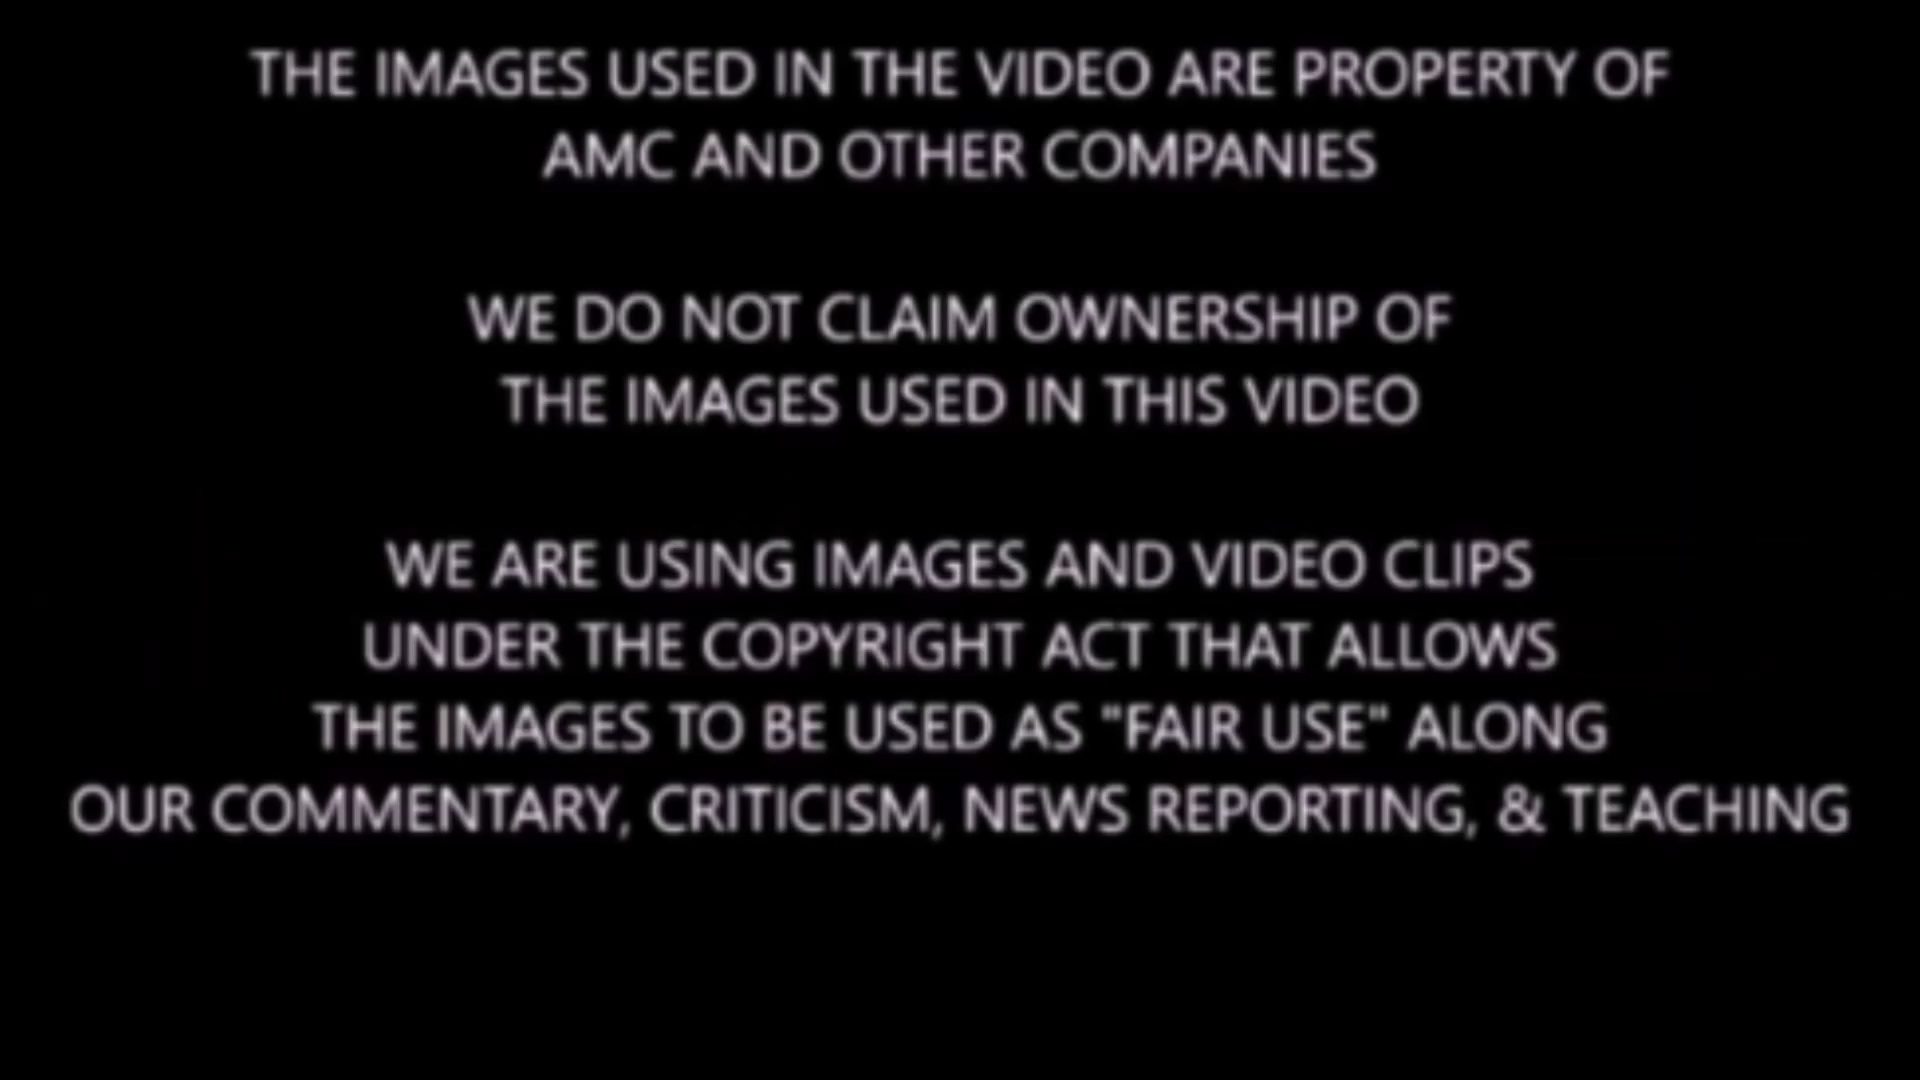 THE IMAGES USED IN THE VIDEO ARE PROPERTY OF
AMC AND OTHER COMPANIES
WE DO NOT CLAIM OWNERSHIP OF
THE IMAGES USED IN THIS VIDEO
WE ARE USING IMAGES AND VIDEO CLIPS
UNDER THE COPYRIGHT ACT THAT ALLOWS
THE IMAGES TO BE USED AS "FAIR USE" ALONG
OUR COMMENTARY, CRITICISM, NEWS REPORTING, & TEACHING